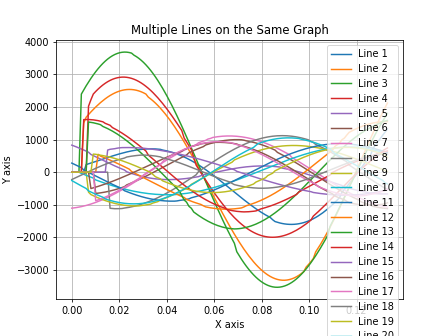 Multiple Lines on the Same Graph
4000
3000
2000
1000
0
−1000
−2000
−3000
Y axis
0.00
0.02
0.04
0.06
0.08
0.10
X axis
Line 1
Line 2
Line 3
Line 4
Line 5
Line 6
Line 7
Line 8
Line 9
Line 10
Line 11
Line 12
Line 13
Line 14
Line 15
Line 16
Line 17
Line 18
Line 19
Line 20